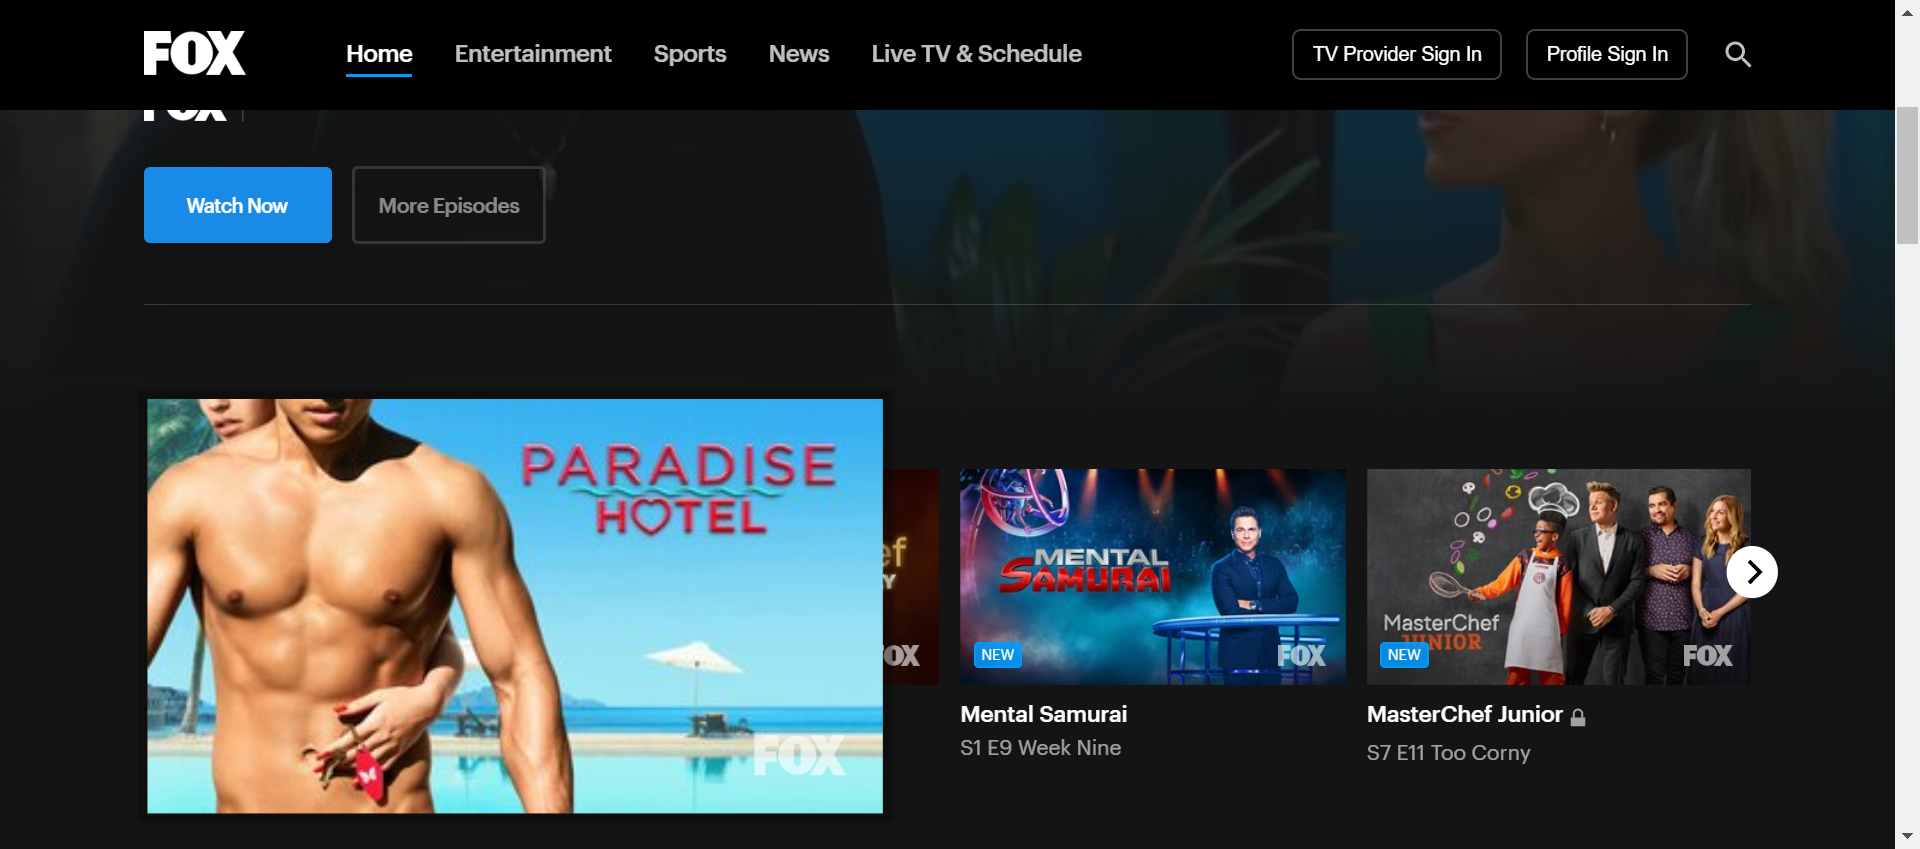 FOX
Home
Entertainment
Sports
News
Live TV & Schedule
TV Provider Sign In
Profile Sign In
FOX
Watch Now
More Episodes
PARADISE
HOTEL
FOX
ef
Y
FOX
MENTAL
SAMURAI
NEW
FOX
MasterChef
JUNIOR
NEW
FOX
Mental Samurai
S1 E9 Week Nine
MasterChef Junior
S7 E11 Too Corny